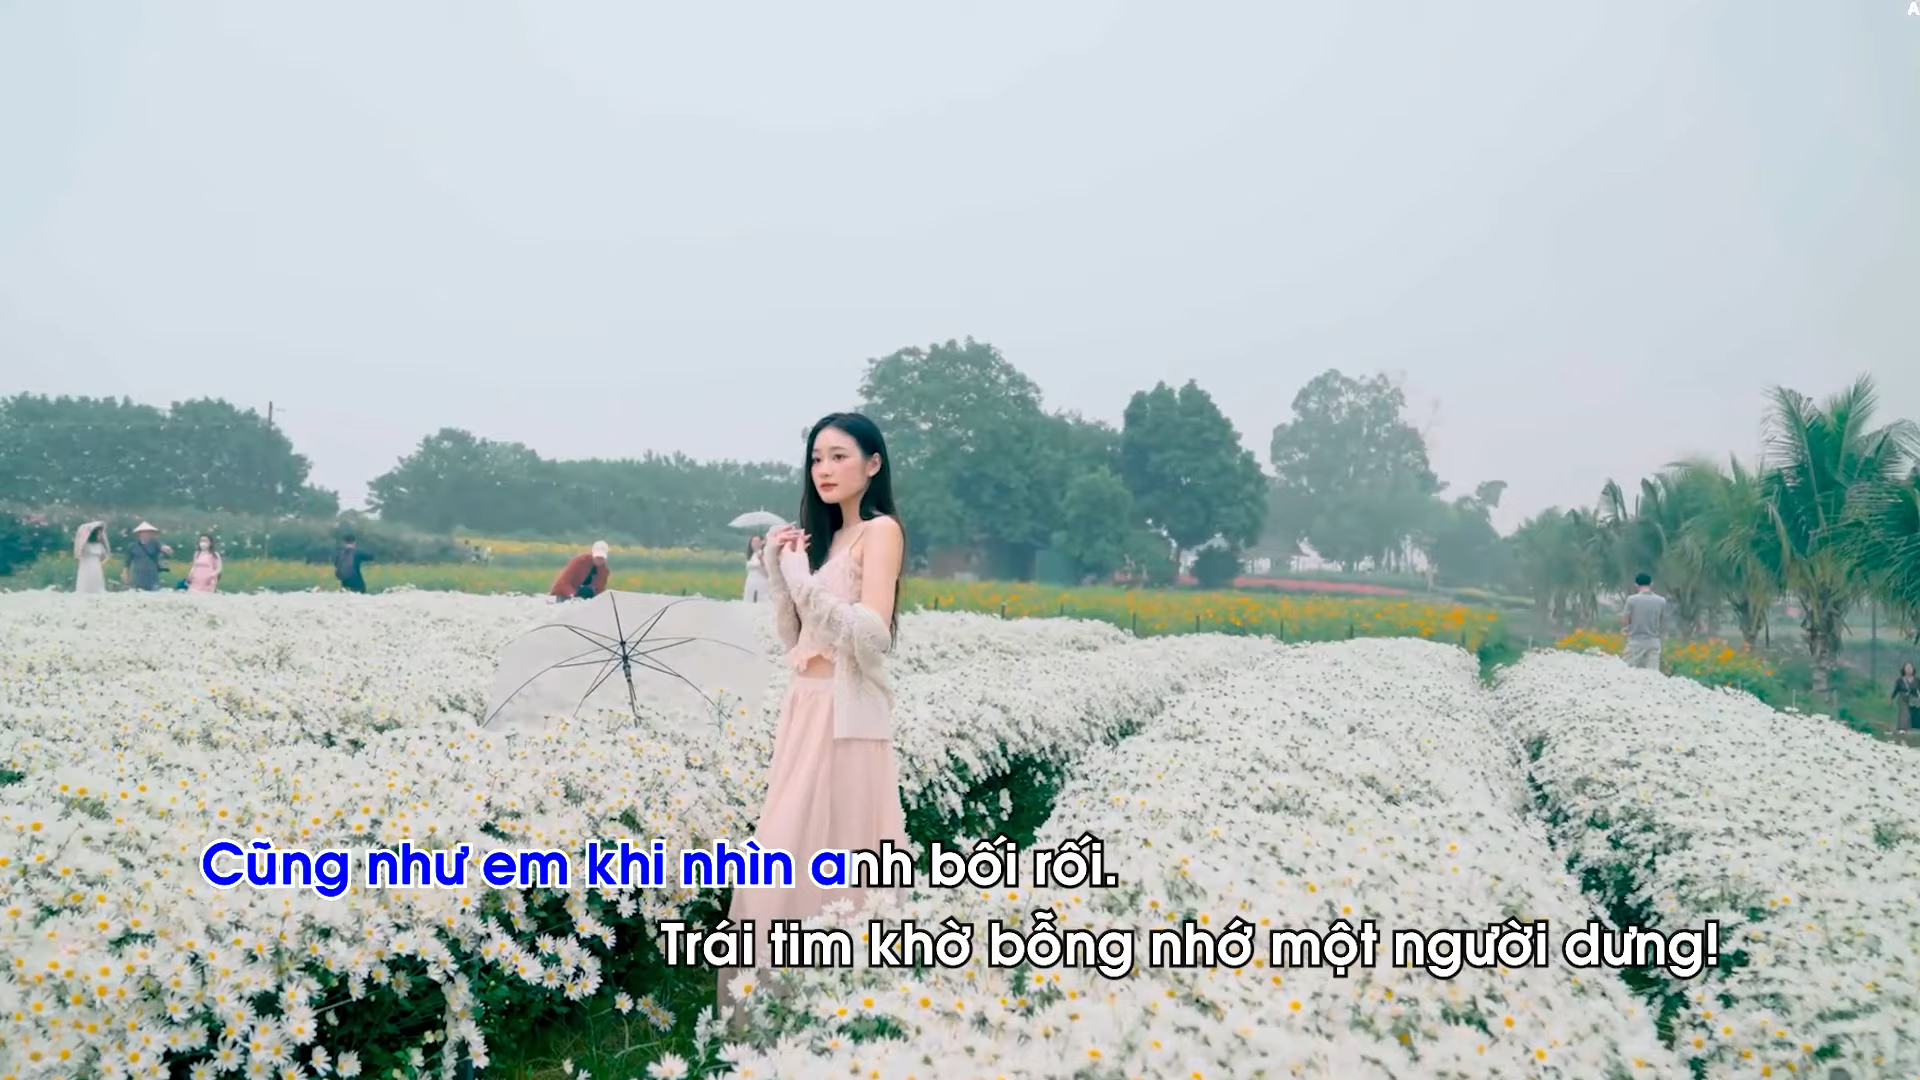 A
Cũng như em khi nhìn anh bối rối.
Trái tim khờ bỗng nhớ một người dưng!